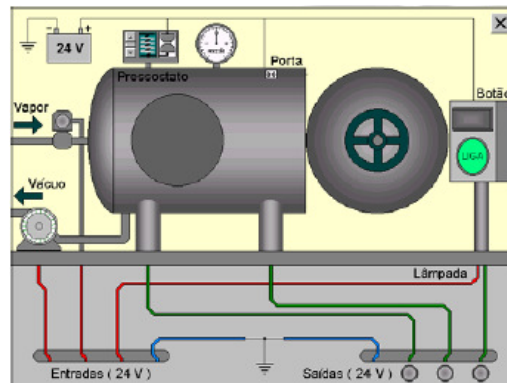 24 V
Pressostato
Porta
Botão
Vapor
LIGA
Vácuo
Lâmpada
Entradas ( 24 V )
Saídas ( 24 V )